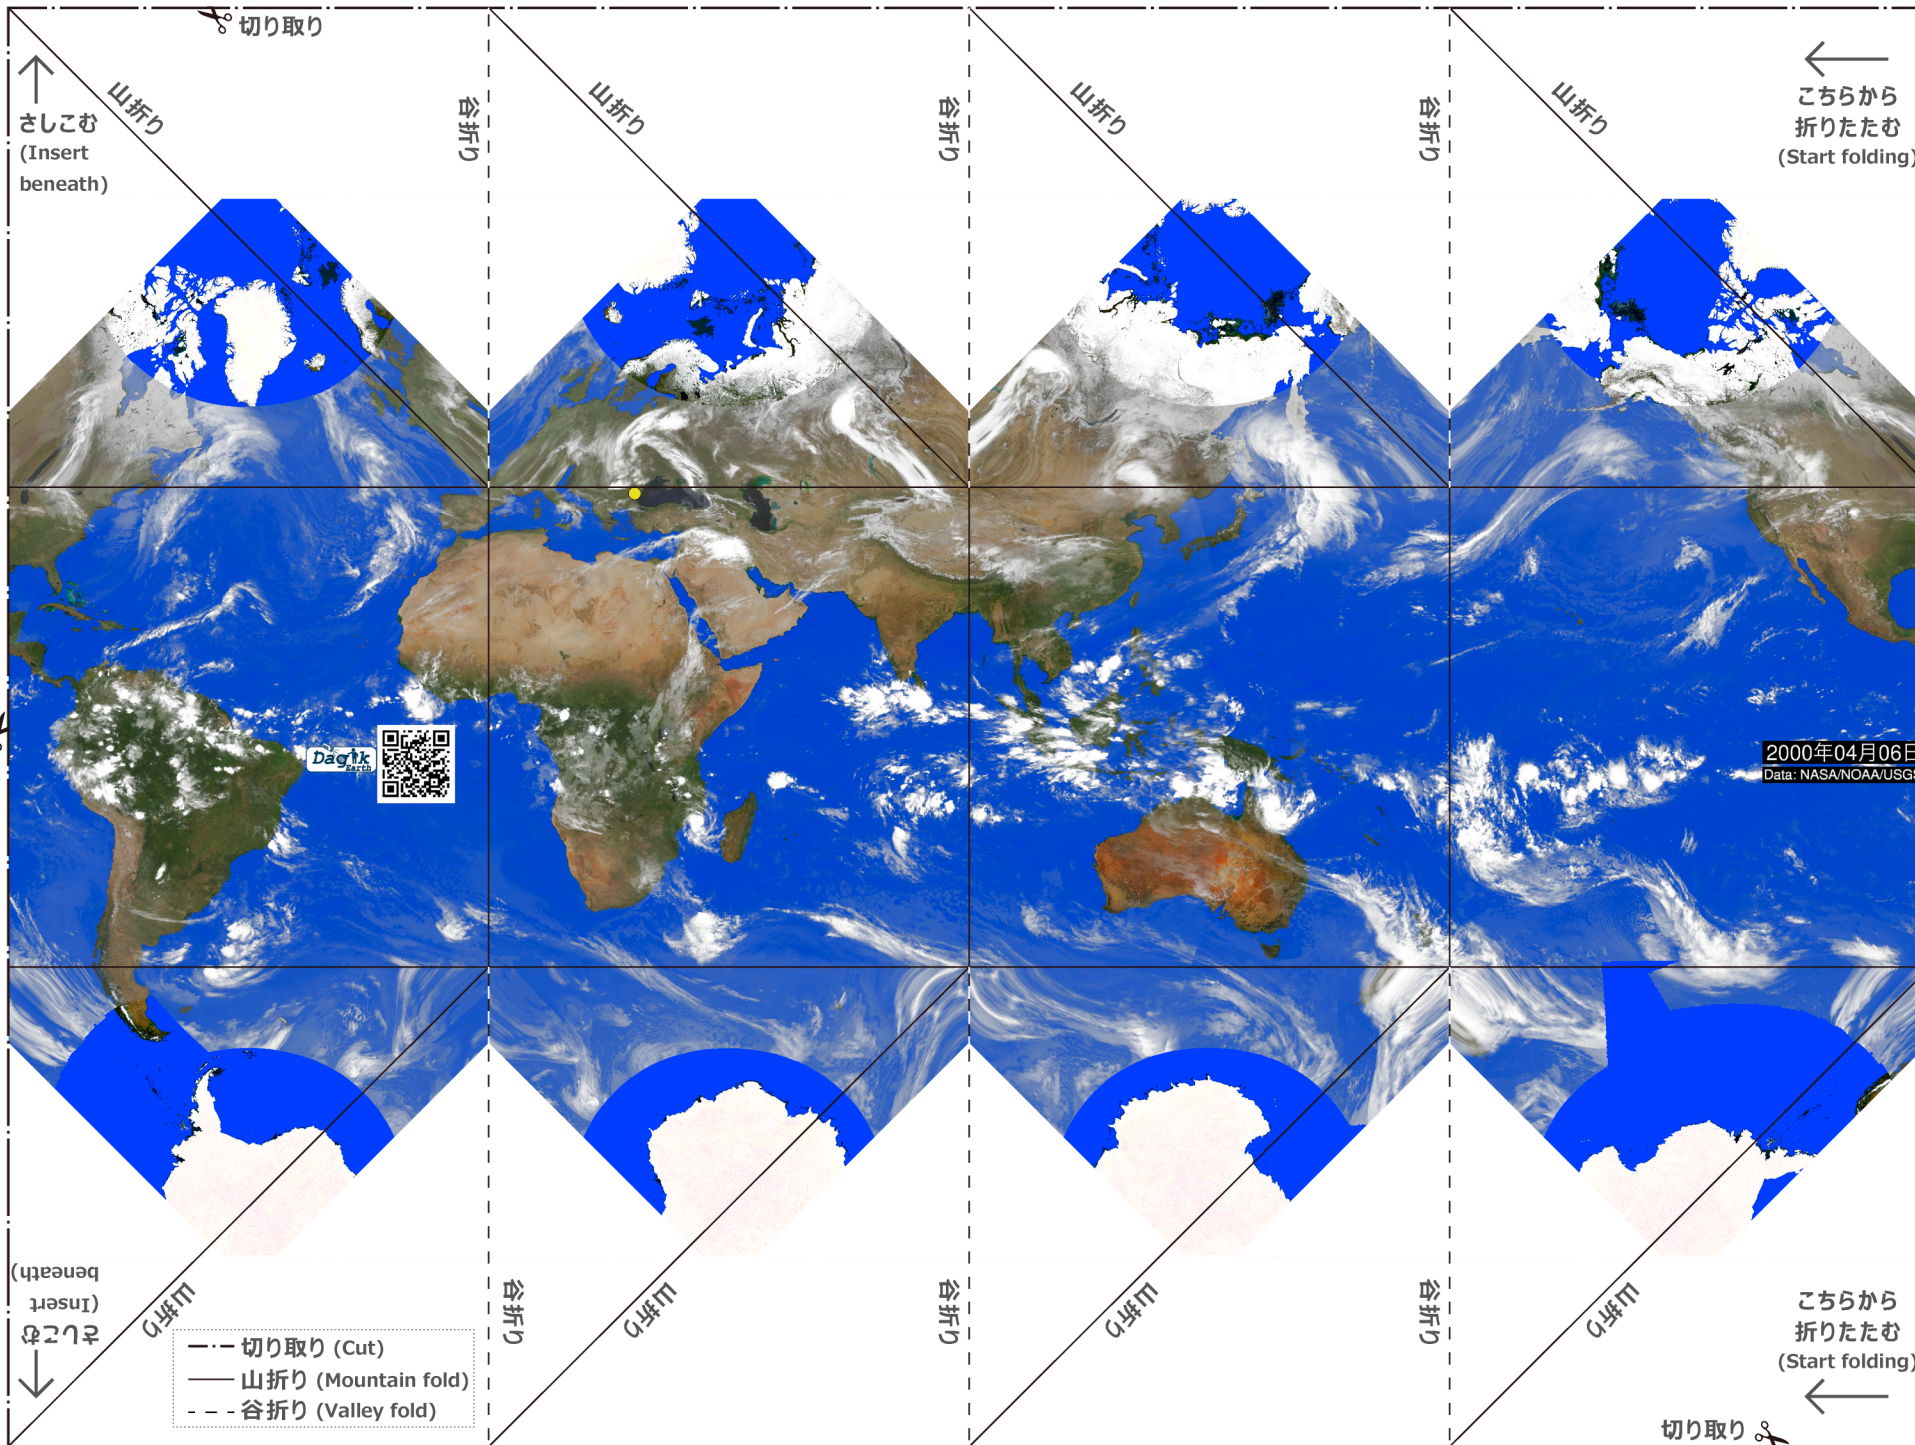 切り取り
さしこむ
(Insert
beneath)
山折り
谷折り
山折り
谷折り
山折り
谷折り
山折り
こちらから
折りたたむ
(Start folding)
Dagik
Earth
2000年04月06日
Data: NASA/NOAA/USGS
さしこむ
(Insert
beneath)
山折り
谷折り
山折り
谷折り
山折り
谷折り
山折り
こちらから
折りたたむ
(Start folding)
切り取り (Cut)
山折り (Mountain fold)
谷折り (Valley fold)
切り取り